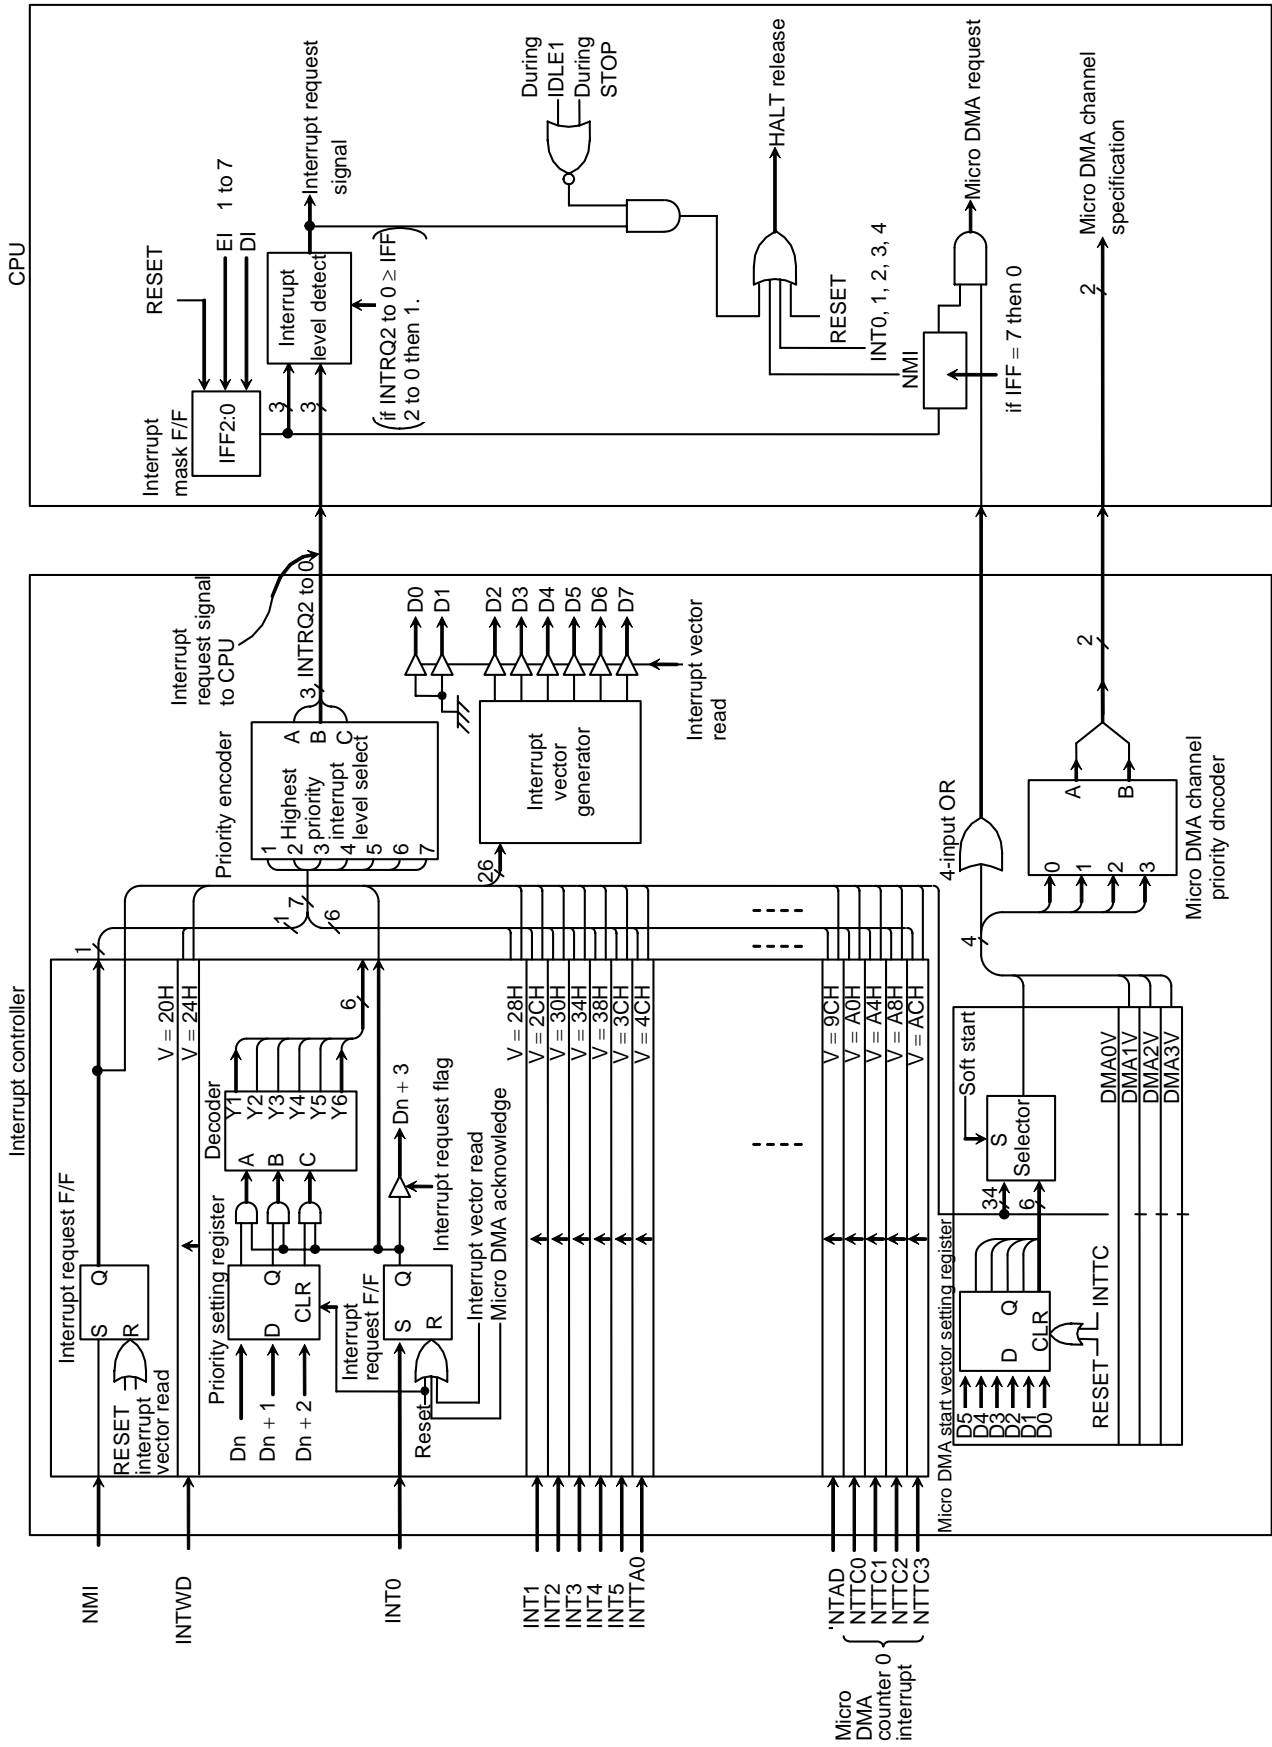 Interrupt controller
CPU
NMI
INTWD
INT0
INT1
INT2
INT3
INT4
INT5
INTTA0
'NTAD
NTTC0
NTTC1
NTTC2
NTTC3
Micro
DMA
counter 0
interrupt
Interrupt request F/F
S
Q
R
RESET
interrupt
vector read
1
V = 20H
V = 24H
Priority setting register
Dn
Dn + 1
Dn + 2
D
Q
CLR
Decoder
A
B
C
Y1
Y2
Y3
Y4
Y5
Y6
6
Interrupt
request F/F
S
Q
R
Reset
Dn + 3
Interrupt request flag
Interrupt vector read
Micro DMA acknowledge
V = 28H
V = 2CH
V = 30H
V = 34H
V = 38H
V = 3CH
V = 4CH
V = 9CH
V = A0H
V = A4H
V = A8H
V = ACH
1
7
6
26
Priority encoder
1
2
3
4
5
6
7
Highest
priority
interrupt
level select
A
B
C
3
INTRQ2 to 0
Interrupt
request signal
to CPU
Interrupt
vector
generator
D0
D1
D2
D3
D4
D5
D6
D7
Interrupt vector
read
Micro DMA start vector setting register
D5
D4
D3
D2
D1
D0
D
Q
CLR
RESET
INTTC
34
6
S
Selector
Soft start
DMA0V
DMA1V
DMA2V
DMA3V
4
4-input OR
0
1
2
3
A
B
Micro DMA channel
priority dncoder
2
Interrupt
mask F/F
IFF2:0
RESET
EI 1 to 7
DI
3
3
Interrupt
level detect
if INTRQ2 to 0 ≥ IFF
2 to 0 then 1.
Interrupt request
signal
During
IDLE1
During
STOP
HALT release
RESET
INT0, 1, 2, 3, 4
NMI
if IFF = 7 then 0
Micro DMA request
2
Micro DMA channel
specification